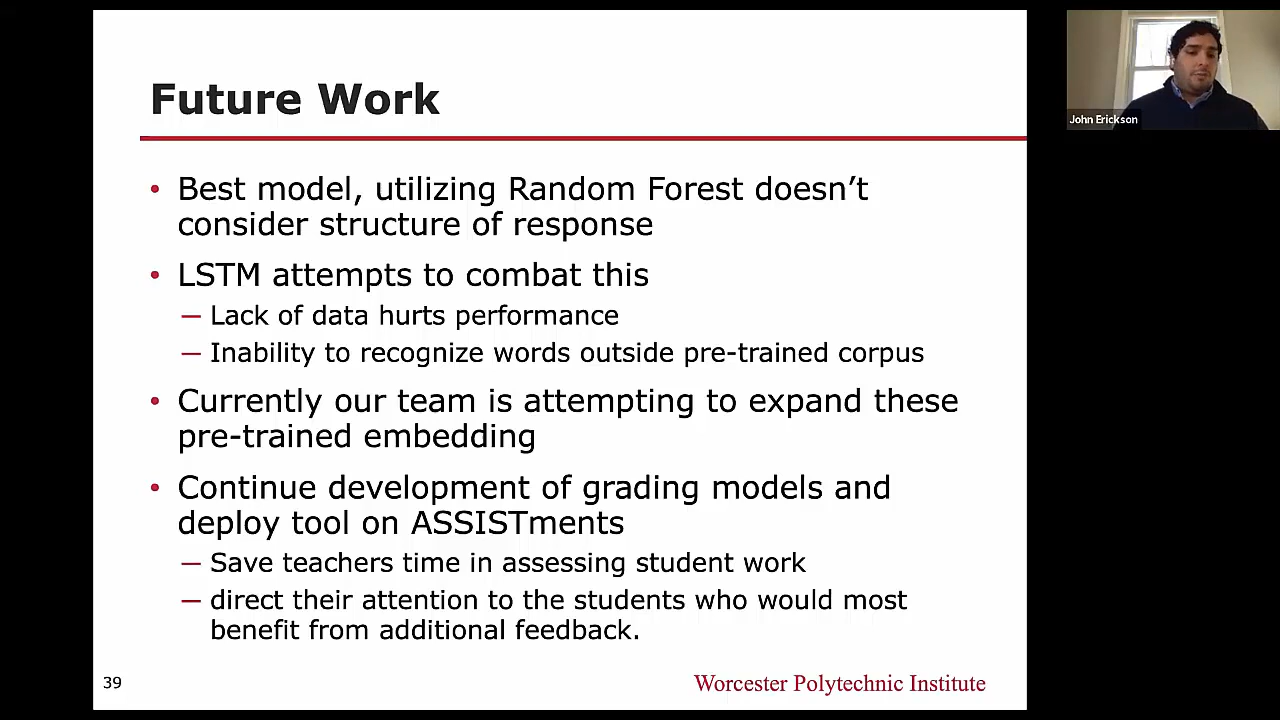 Future Work
• Best model, utilizing Random Forest doesn’t
consider structure of response
• LSTM attempts to combat this
— Lack of data hurts performance
— Inability to recognize words outside pre-trained corpus
• Currently our team is attempting to expand these
pre-trained embedding
• Continue development of grading models and
deploy tool on ASSISTments
— Save teachers time in assessing student work
— direct their attention to the students who would most
benefit from additional feedback.
39
Worcester Polytechnic Institute
John Erickson